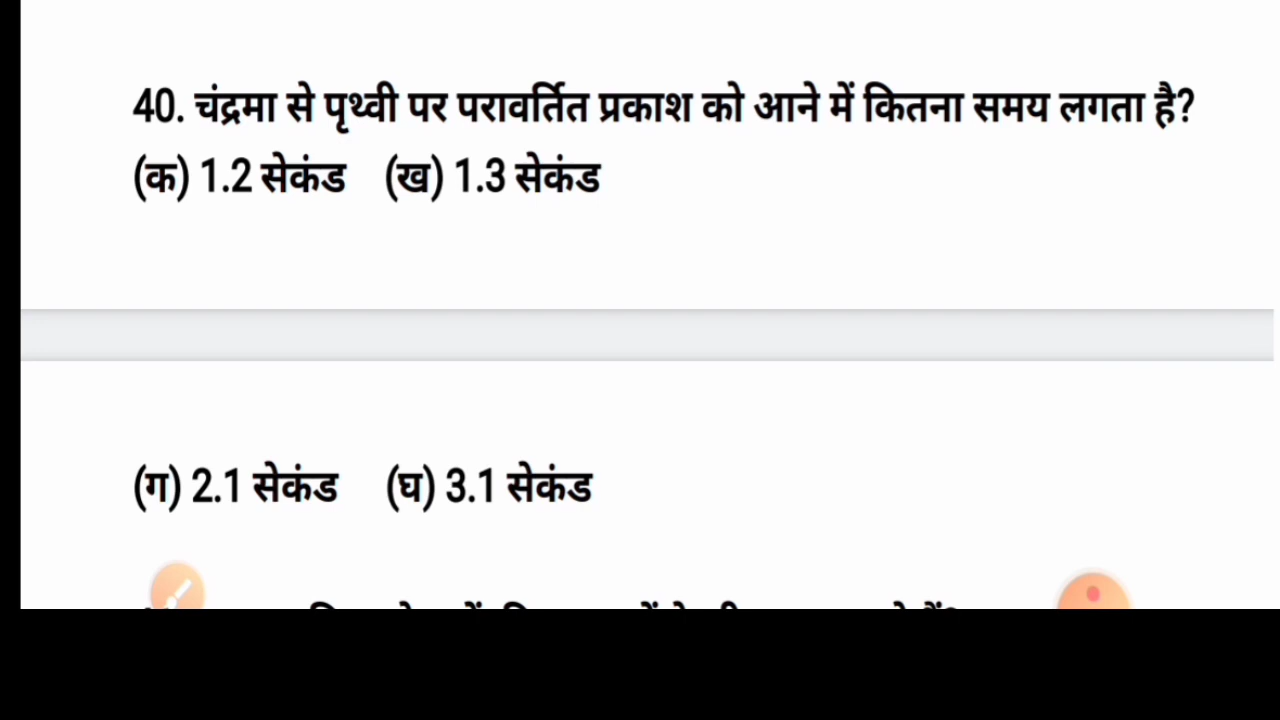 40. चंद्रमा से पृथ्वी पर परावर्तित प्रकाश को आने में कितना समय लगता है?
(क) 1.2 सेकंड (ख) 1.3 सेकंड
(ग) 2.1 सेकंड (घ) 3.1 सेकंड